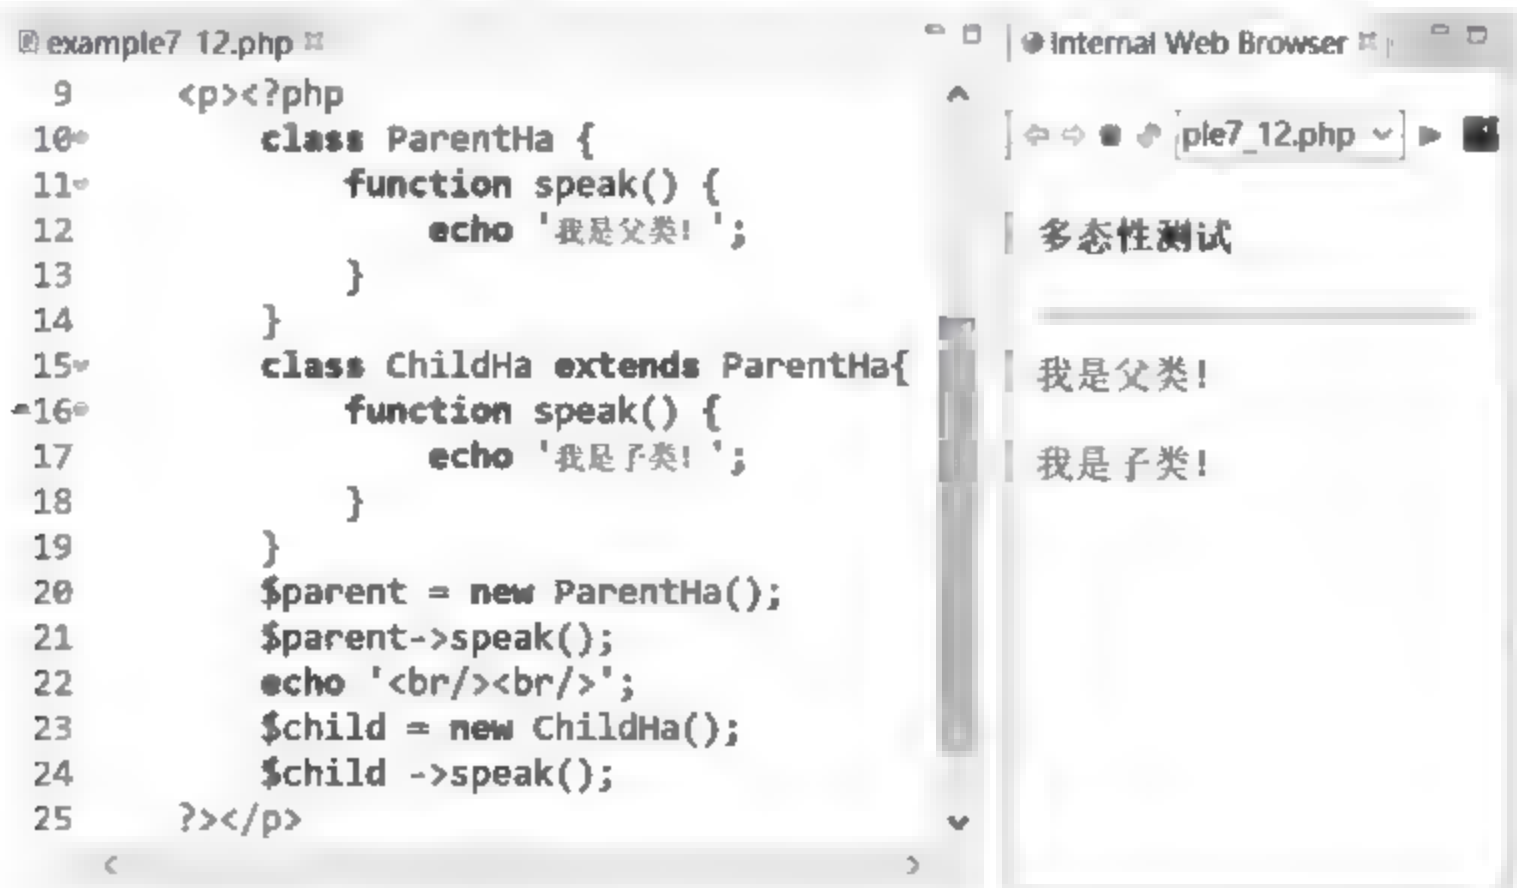 example7_12.php
9 <p><?php
10 class ParentHa {
11 function speak() {
12 echo '我是父类! ';
13 }
14 }
15 class ChildHa extends ParentHa{
16 function speak() {
17 echo '我是子类! ';
18 }
19 }
20 $parent = new ParentHa();
21 $parent->speak();
22 echo '<br/><br/>';
23 $child = new ChildHa();
24 $child ->speak();
25 ?></p>
Internal Web Browser
ple7_12.php
多态性测试
我是父类!
我是子类!